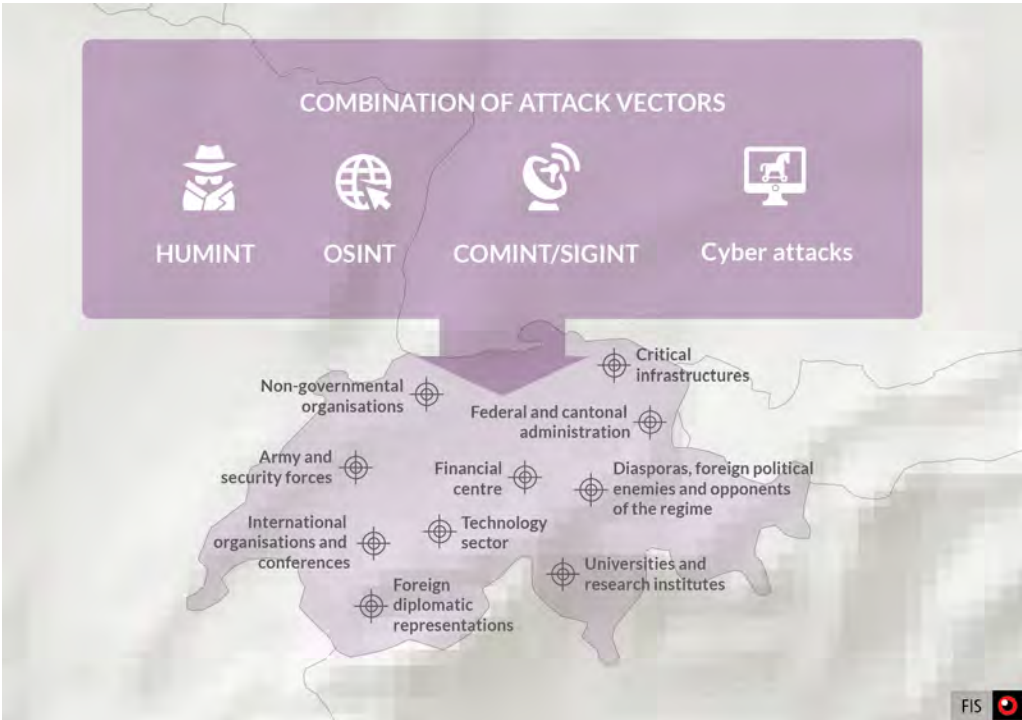 COMBINATION OF ATTACK VECTORS
HUMINT
OSINT
COMINT/SIGINT
Cyber attacks
Critical
infrastructures
Non-governmental
organisations
Federal and cantonal
administration
Army and
security forces
Financial
centre
Diasporas, foreign political
enemies and opponents
of the regime
International
organisations and
conferences
Technology
sector
Universities and
research institutes
Foreign
diplomatic
representations
FIS